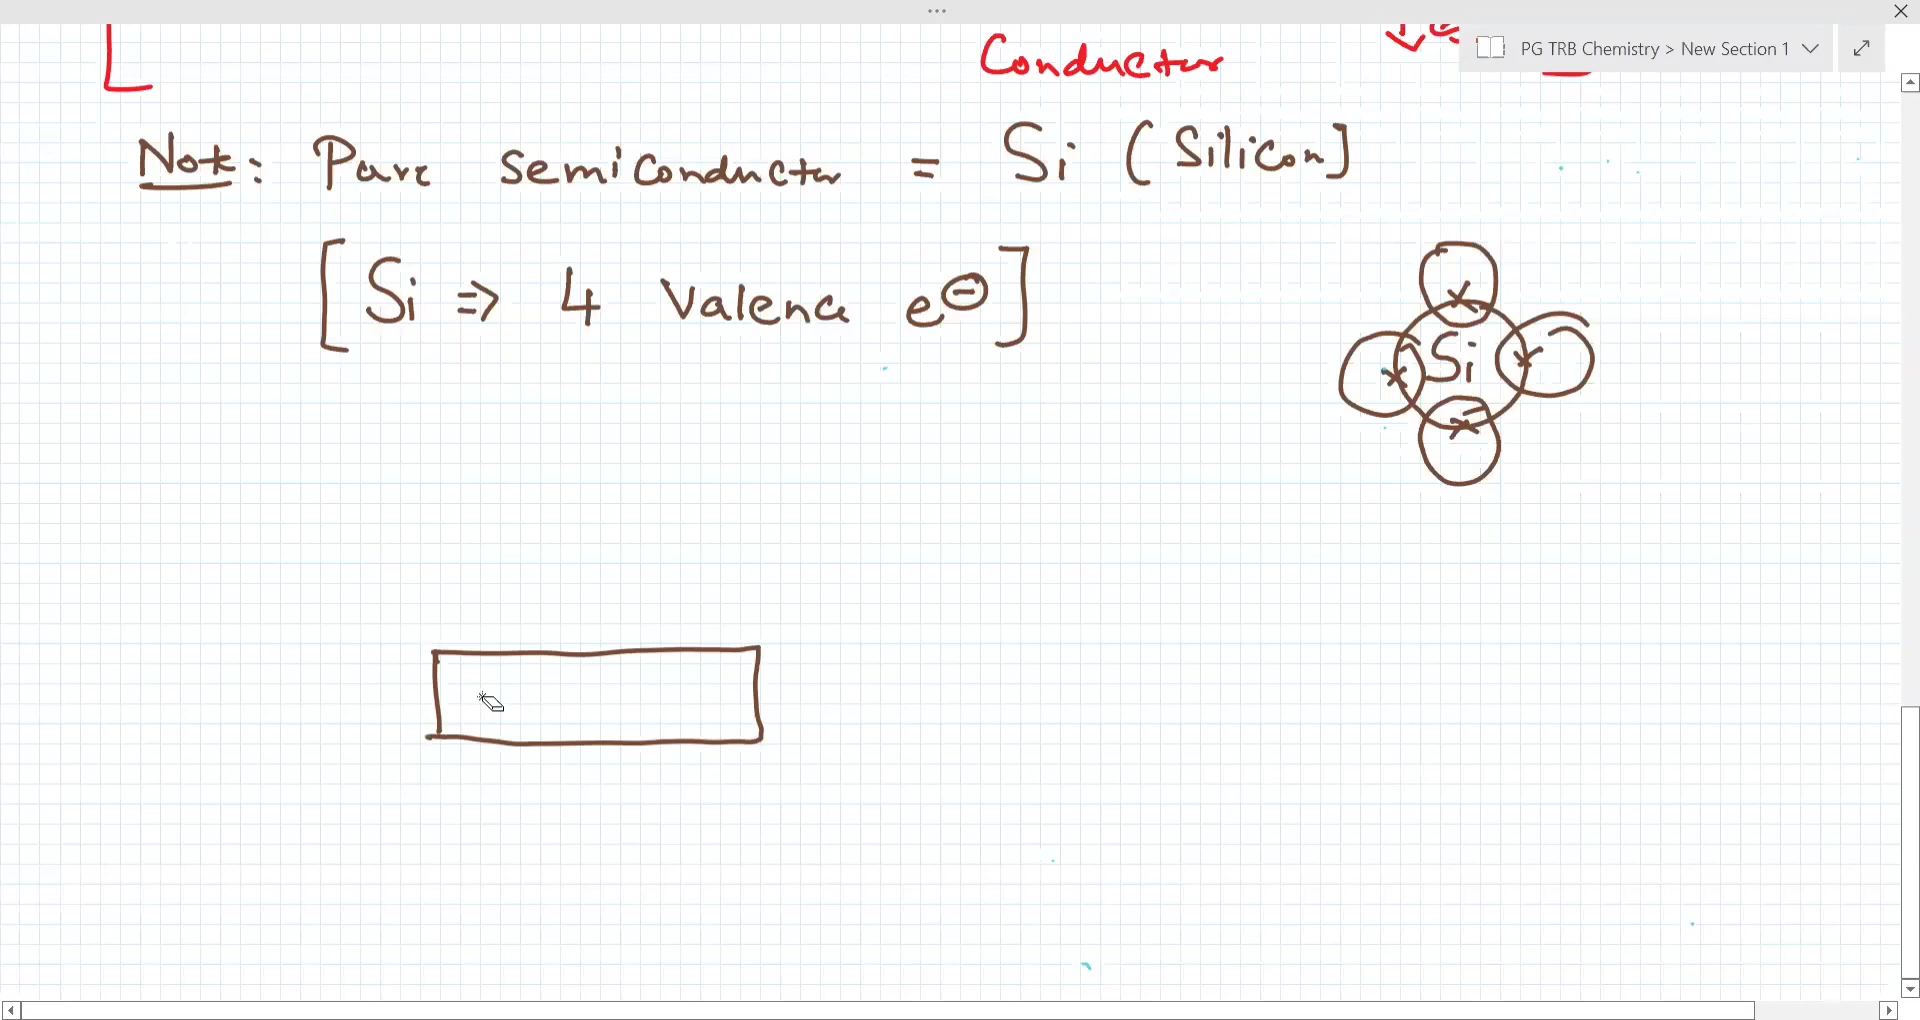 Conductor
PG TRB Chemistry > New Section 1
Note: Pure semiconductor = Si (Silicon]
[Si => 4 Valence e⊖]
Si